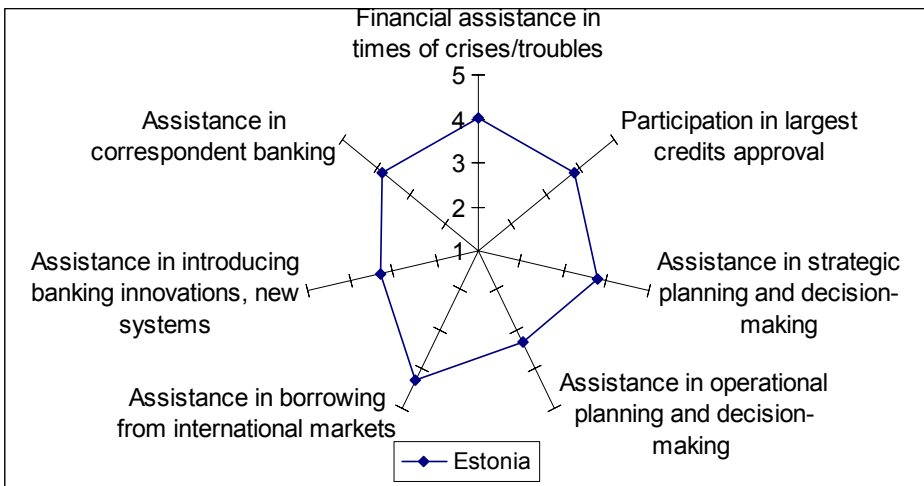 Financial assistance in
times of crises/troubles
5
4
3
2
1
Participation in largest
credits approval
Assistance in strategic
planning and decision-
making
Assistance in operational
planning and decision-
making
Assistance in borrowing
from international markets
Assistance in introducing
banking innovations, new
systems
Assistance in
correspondent banking
Estonia